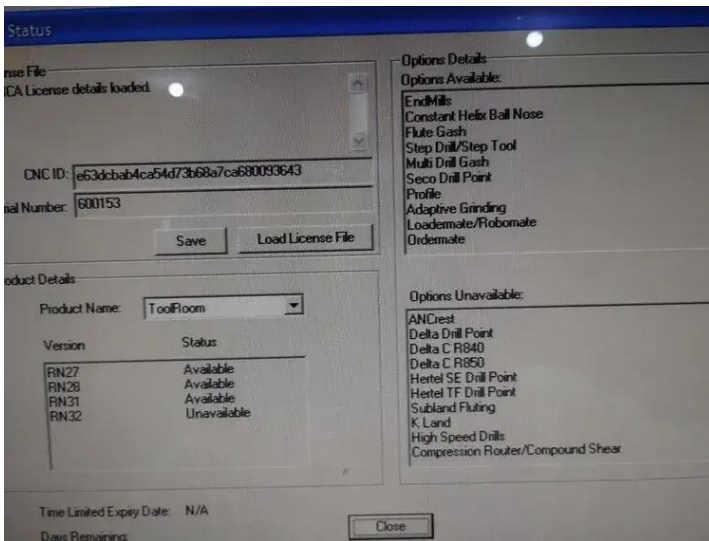 Status
nse File
CA License details loaded.
CNC ID: e63dcbab4ca54d73b68a7ca680093643
ial Number: 600153
Save
Load License File
oduct Details
Product Name: ToolRoom
Version Status
RN27 Available
RN28 Available
RN31 Available
RN32 Unavailable
Time Limited Expiry Date: N/A
Days Remaining:
Options Details
Options Available:
EndMills
Constant Helix Ball Nose
Flute Gash
Step Drill/Step Tool
Multi Drill Gash
Seco Drill Point
Profile
Adaptive Grinding
Loadermate/Robomate
Ordermate
Options Unavailable:
ANCrest
Delta Drill Point
Delta C R840
Delta C R850
Hertel SE Drill Point
Hertel TF Drill Point
Subland Fluting
K Land
High Speed Drills
Compression Router/Compound Shear
Close